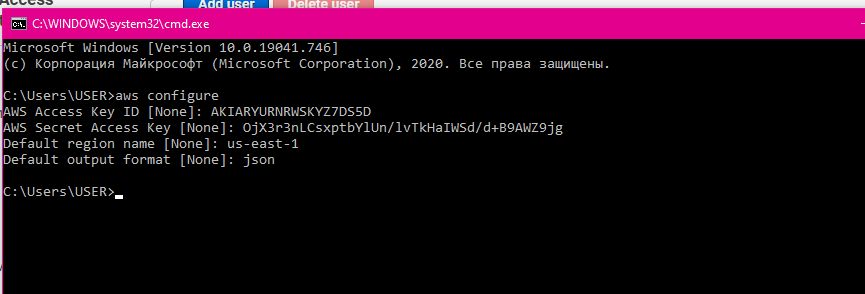 Access
Add user
Delete user
C:\WINDOWS\system32\cmd.exe
Microsoft Windows [Version 10.0.19041.746]
(c) Корпорация Майкрософт (Microsoft Corporation), 2020. Все права защищены.
C:\Users\USER>aws configure
AWS Access Key ID [None]: AKIARYURNRWSKYZ7DS5D
AWS Secret Access Key [None]: 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
Default region name [None]: us-east-1
Default output format [None]: json
C:\Users\USER>